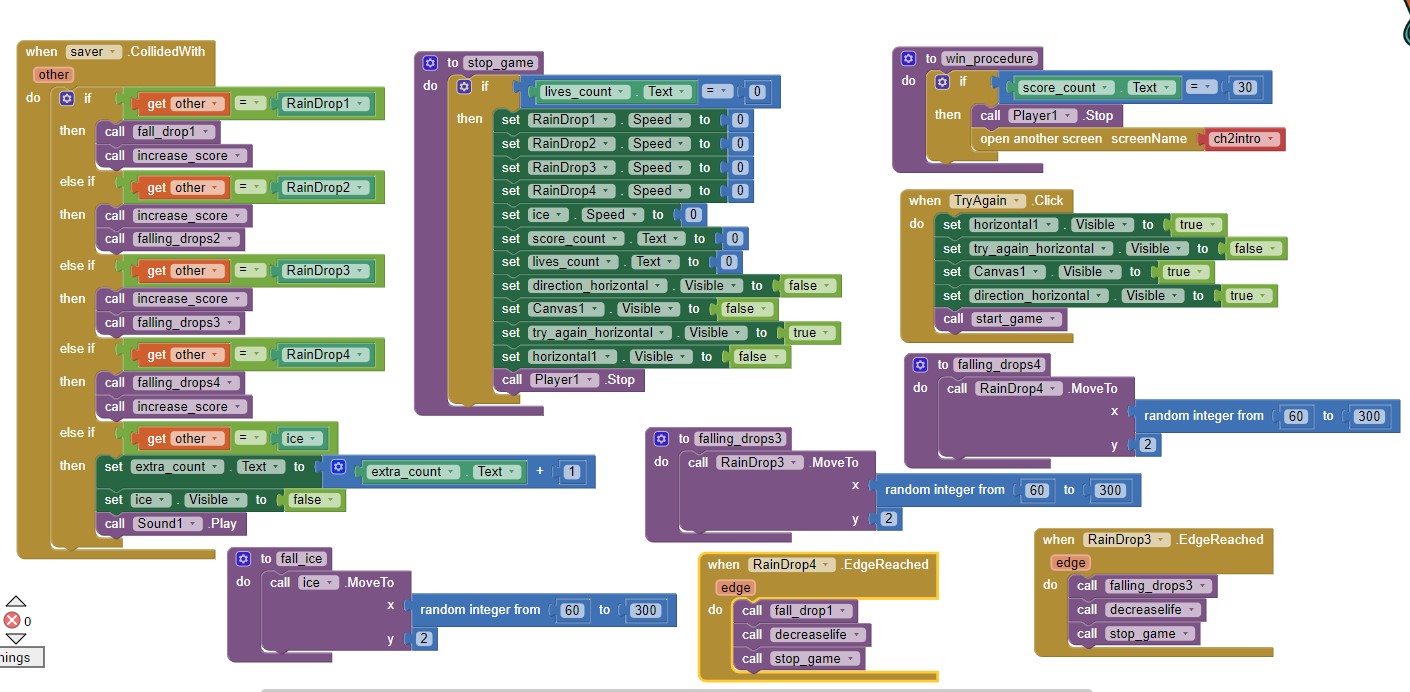 when saver .CollidedWith
other
do if get other = RainDrop1
then call fall_drop1
call increase_score
else if get other = RainDrop2
then call increase_score
call falling_drops2
else if get other = RainDrop3
then call increase_score
call falling_drops3
else if get other = RainDrop4
then call falling_drops4
call increase_score
else if get other = ice
then set extra_count . Text to extra_count . Text + 1
set ice . Visible to false
call Sound1 .Play
to stop_game
do if lives_count . Text = 0
then set RainDrop1 . Speed to 0
set RainDrop2 . Speed to 0
set RainDrop3 . Speed to 0
set RainDrop4 . Speed to 0
set ice . Speed to 0
set score_count . Text to 0
set lives_count . Text to 0
set direction_horizontal . Visible to false
set Canvas1 . Visible to false
set try_again_horizontal . Visible to true
set horizontal1 . Visible to false
call Player1 .Stop
to win_procedure
do if score_count . Text = 30
then call Player1 .Stop
open another screen screenName ch2intro
when TryAgain .Click
do set horizontal1 . Visible to true
set try_again_horizontal . Visible to false
set Canvas1 . Visible to true
set direction_horizontal . Visible to true
call start_game
to falling_drops4
do call RainDrop4 .MoveTo
x random integer from 60 to 300
y 2
to falling_drops3
do call RainDrop3 .MoveTo
x random integer from 60 to 300
y 2
to fall_ice
do call ice .MoveTo
x random integer from 60 to 300
y 2
when RainDrop4 .EdgeReached
edge
do call fall_drop1
call decreaselife
call stop_game
when RainDrop3 .EdgeReached
edge
do call falling_drops3
call decreaselife
call stop_game
0
nings